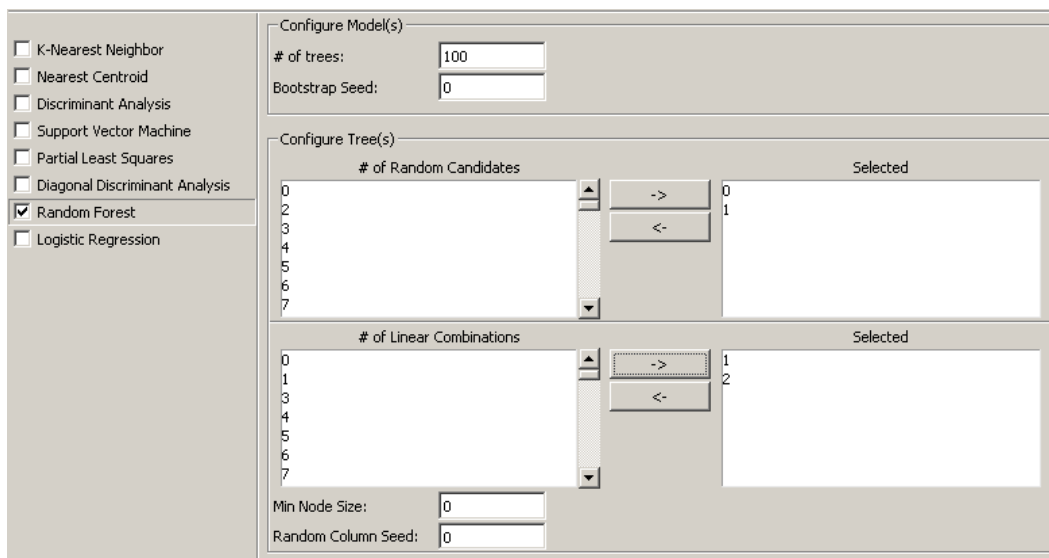 K-Nearest Neighbor
Nearest Centroid
Discriminant Analysis
Support Vector Machine
Partial Least Squares
Diagonal Discriminant Analysis
Random Forest
Logistic Regression
Configure Model(s)
# of trees: 100
Bootstrap Seed: 0
Configure Tree(s)
# of Random Candidates
0
2
3
4
5
6
7
->
<-
Selected
0
1
# of Linear Combinations
0
1
3
4
5
6
7
->
<-
Selected
1
2
Min Node Size: 0
Random Column Seed: 0